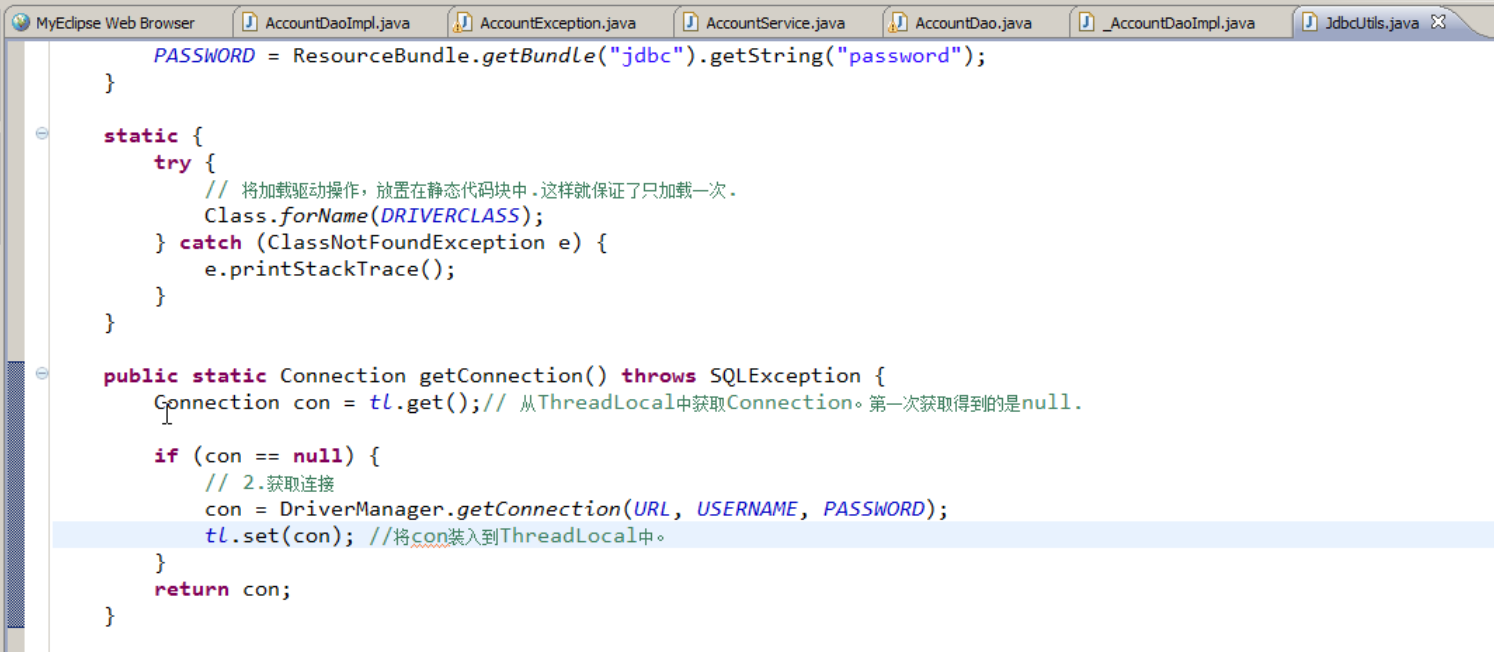 MyEclipse Web Browser AccountDaoImpl.java AccountException.java AccountService.java AccountDao.java _AccountDaoImpl.java JdbcUtils.java
PASSWORD = ResourceBundle.getBundle("jdbc").getString("password");
}
static {
try {
// 将加载驱动操作，放置在静态代码块中.这样就保证了只加载一次.
Class.forName(DRIVERCLASS);
} catch (ClassNotFoundException e) {
e.printStackTrace();
}
}
public static Connection getConnection() throws SQLException {
Connection con = tl.get();// 从ThreadLocal中获取Connection。第一次获取得到的是null.
if (con == null) {
// 2.获取连接
con = DriverManager.getConnection(URL, USERNAME, PASSWORD);
tl.set(con); //将con装入到ThreadLocal中。
}
return con;
}